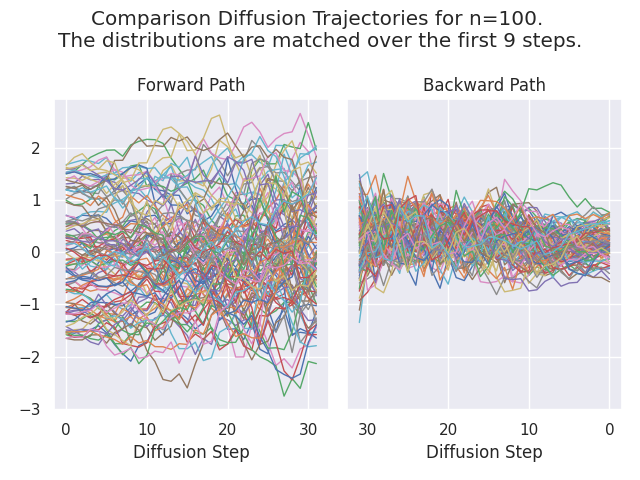 Comparison Diffusion Trajectories for n=100.
The distributions are matched over the first 9 steps.
Forward Path
Backward Path
2
1
0
−1
−2
−3
0
10
20
30
30
20
10
0
Diffusion Step
Diffusion Step